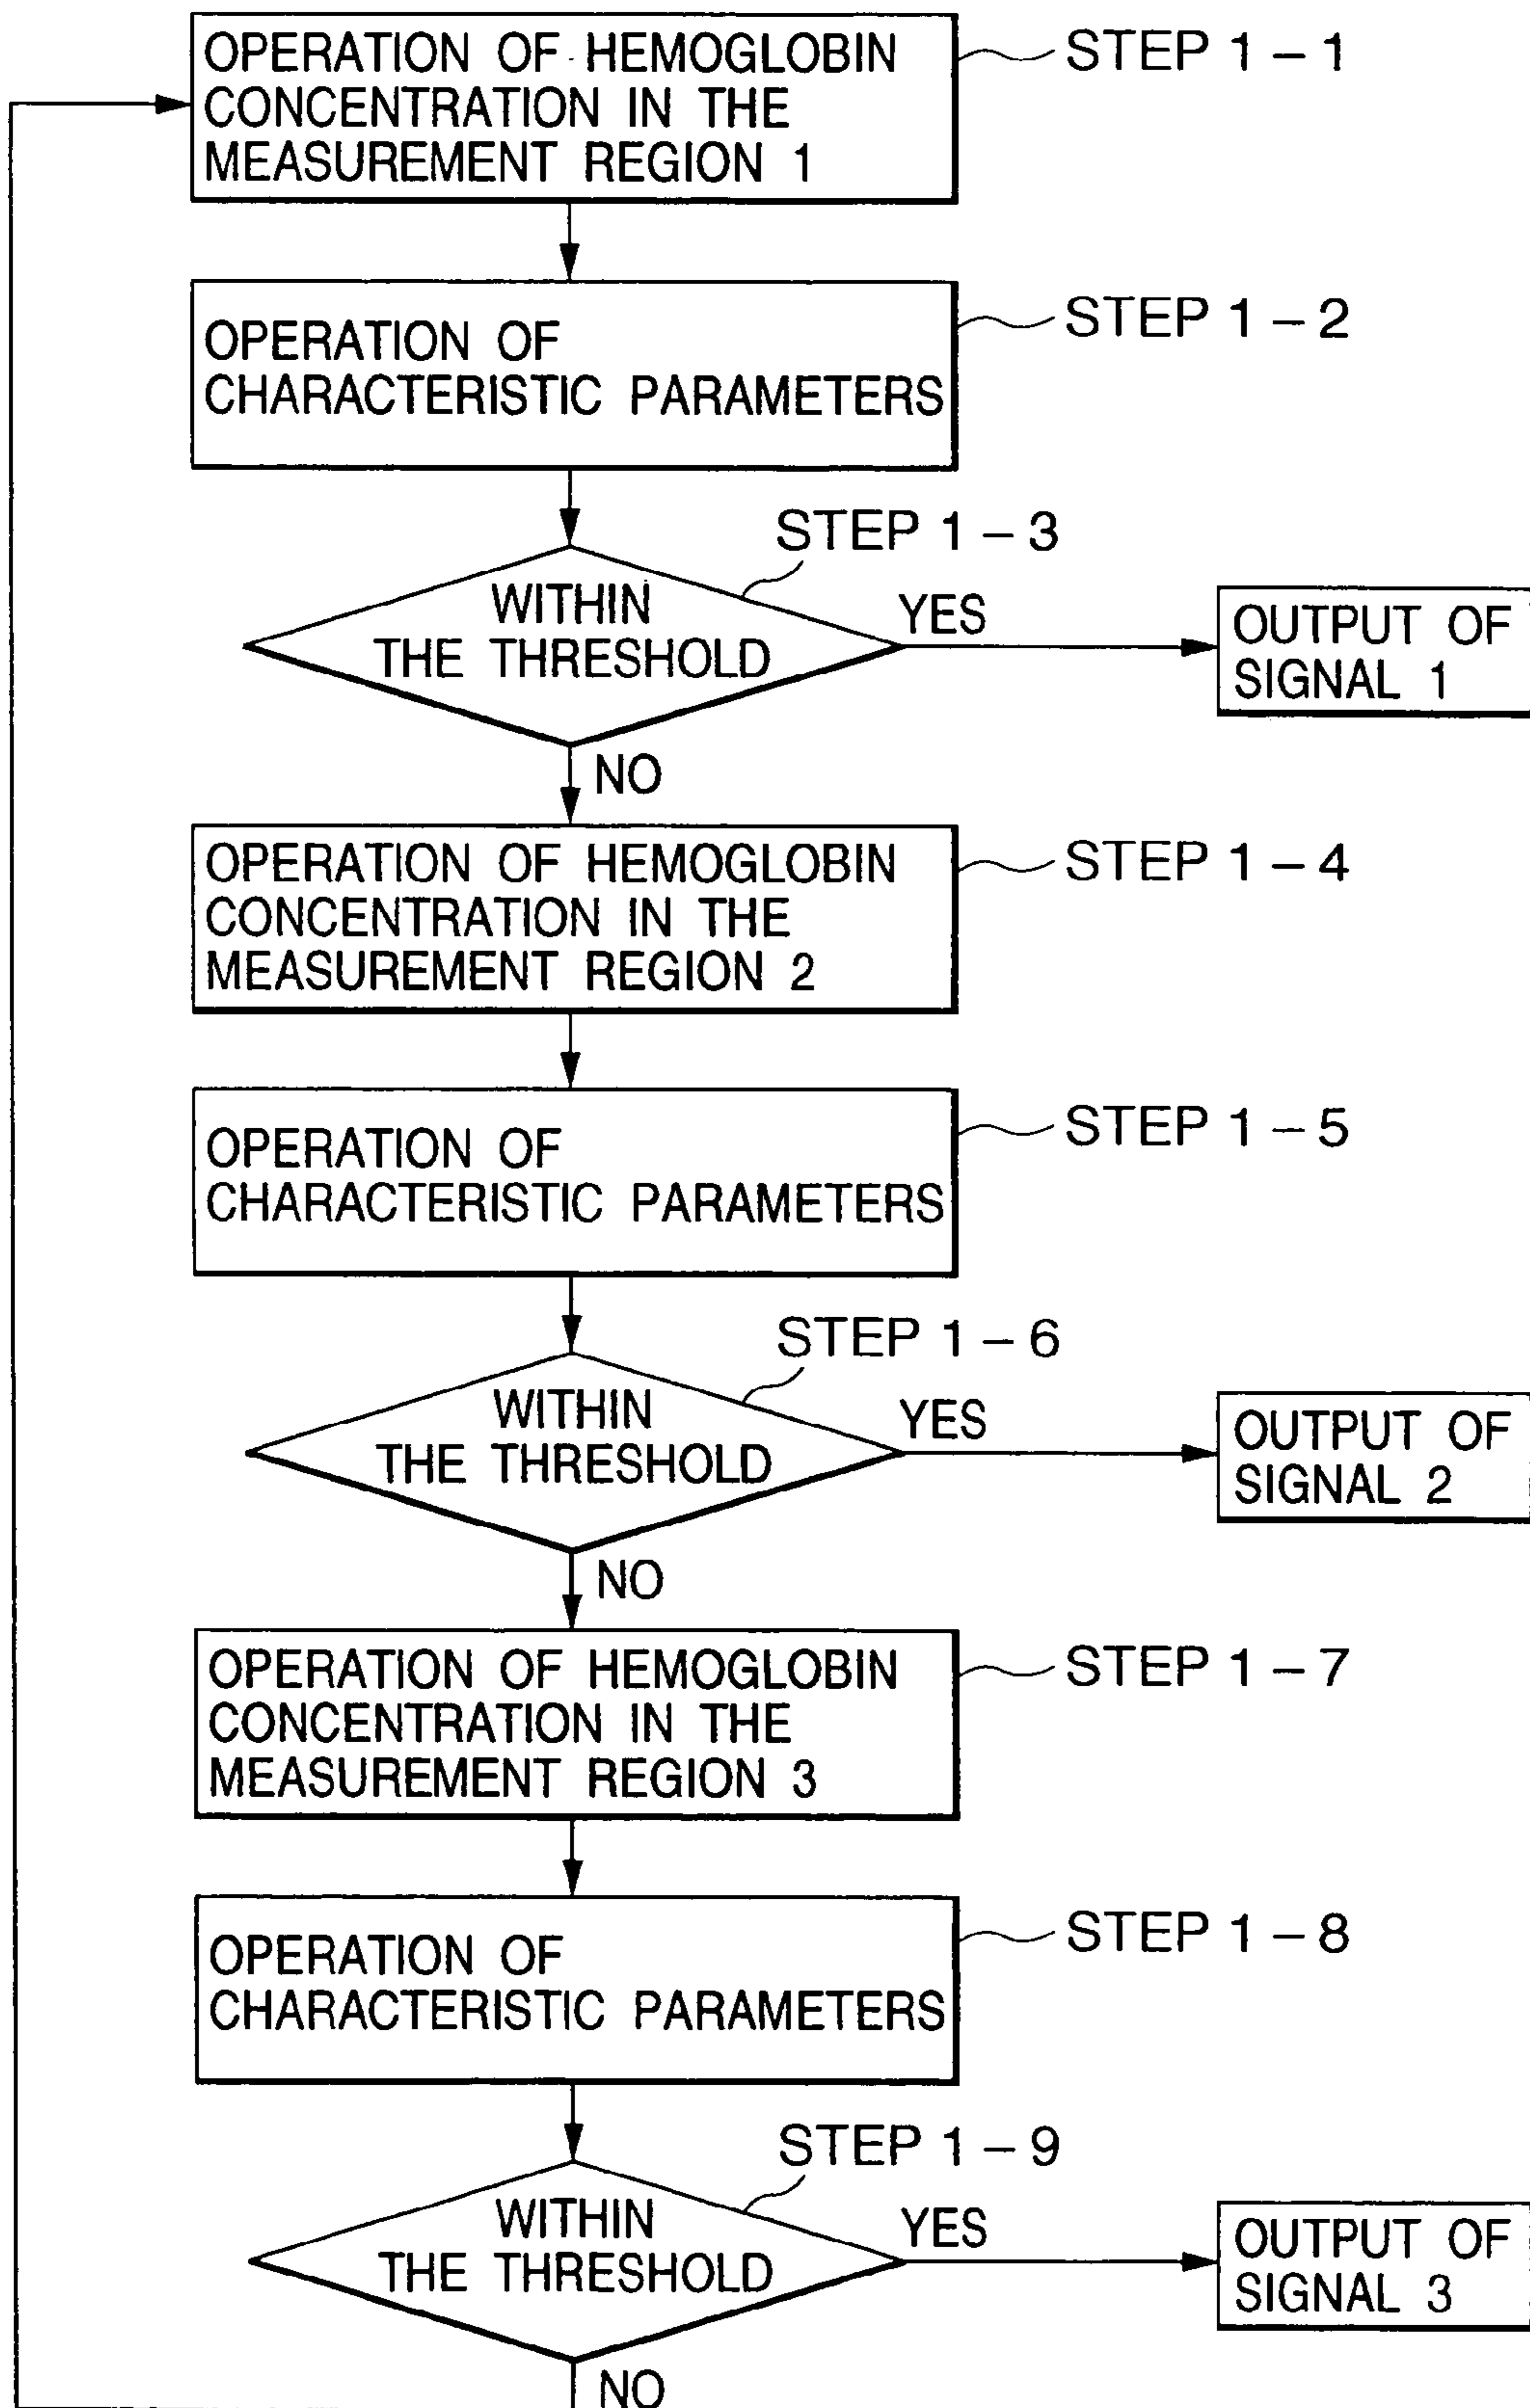 OPERATION OF HEMOGLOBIN
CONCENTRATION IN THE
MEASUREMENT REGION 1
STEP 1 – 1
OPERATION OF
CHARACTERISTIC PARAMETERS
STEP 1 – 2
STEP 1 – 3
WITHIN
THE THRESHOLD
YES
OUTPUT OF
SIGNAL 1
NO
OPERATION OF HEMOGLOBIN
CONCENTRATION IN THE
MEASUREMENT REGION 2
STEP 1 – 4
OPERATION OF
CHARACTERISTIC PARAMETERS
STEP 1 – 5
STEP 1 – 6
WITHIN
THE THRESHOLD
YES
OUTPUT OF
SIGNAL 2
NO
OPERATION OF HEMOGLOBIN
CONCENTRATION IN THE
MEASUREMENT REGION 3
STEP 1 – 7
OPERATION OF
CHARACTERISTIC PARAMETERS
STEP 1 – 8
STEP 1 – 9
WITHIN
THE THRESHOLD
YES
OUTPUT OF
SIGNAL 3
NO